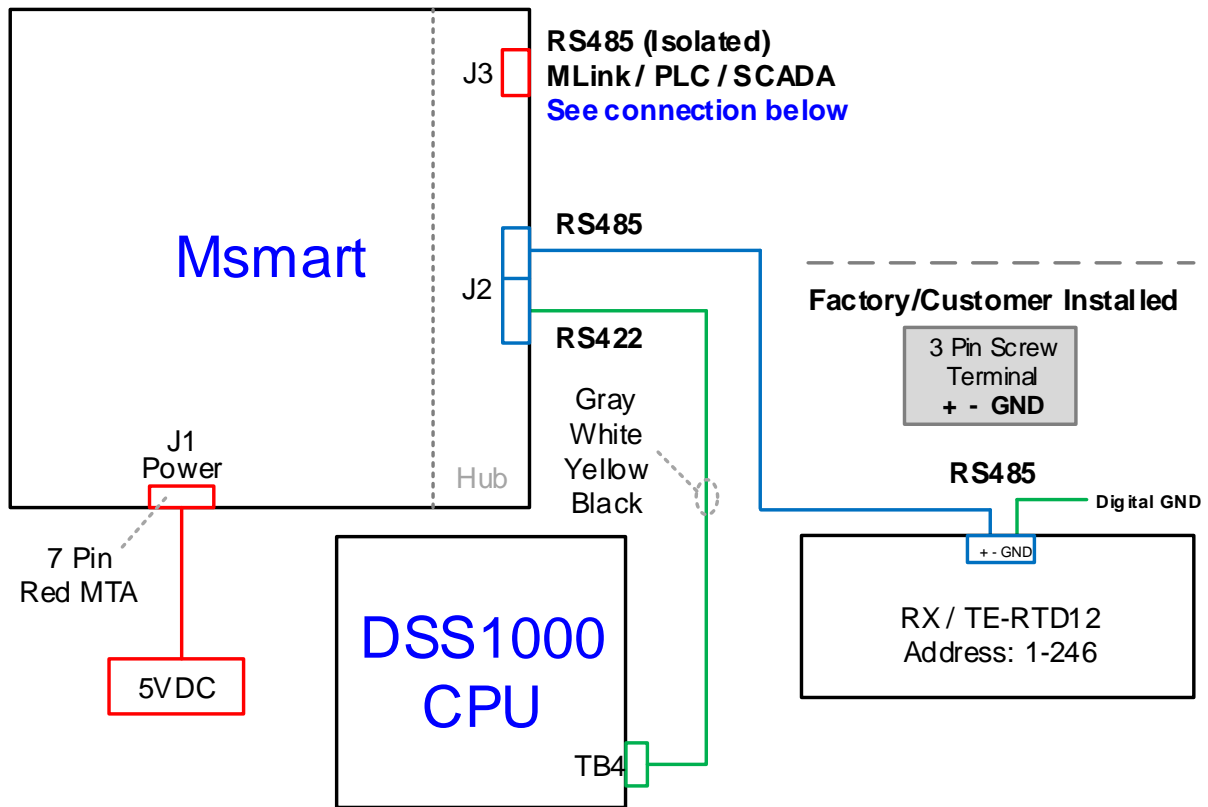 J3
RS485 (Isolated)
MLink / PLC / SCADA
See connection below
Msmart
RS485
J2
RS422
Factory/Customer Installed
3 Pin Screw
Terminal
+ - GND
Gray
White
Yellow
Black
J1
Power
Hub
7 Pin
Red MTA
5VDC
DSS1000
CPU
TB4
RS485
Digital GND
+ - GND
RX / TE-RTD12
Address: 1-246